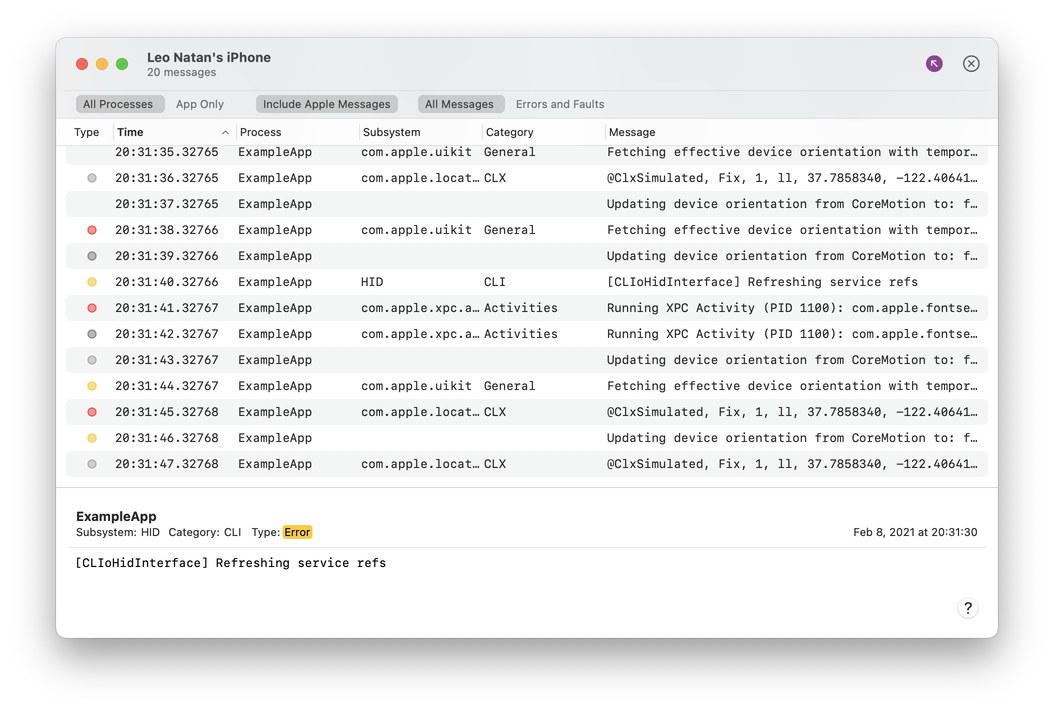 Leo Natan's iPhone
20 messages
All Processes App Only Include Apple Messages All Messages Errors and Faults
Type Time Process Subsystem Category Message
20:31:35.32765 ExampleApp com.apple.uikit General Fetching effective device orientation with tempor…
20:31:36.32765 ExampleApp com.apple.locat… CLX @ClxSimulated, Fix, 1, ll, 37.7858340, −122.40641…
20:31:37.32765 ExampleApp Updating device orientation from CoreMotion to: f…
20:31:38.32766 ExampleApp com.apple.uikit General Fetching effective device orientation with tempor…
20:31:39.32766 ExampleApp Updating device orientation from CoreMotion to: f…
20:31:40.32766 ExampleApp HID CLI [CLIoHidInterface] Refreshing service refs
20:31:41.32767 ExampleApp com.apple.xpc.a… Activities Running XPC Activity (PID 1100): com.apple.fontse…
20:31:42.32767 ExampleApp com.apple.xpc.a… Activities Running XPC Activity (PID 1100): com.apple.fontse…
20:31:43.32767 ExampleApp Updating device orientation from CoreMotion to: f…
20:31:44.32767 ExampleApp com.apple.uikit General Fetching effective device orientation with tempor…
20:31:45.32768 ExampleApp com.apple.locat… CLX @ClxSimulated, Fix, 1, ll, 37.7858340, −122.40641…
20:31:46.32768 ExampleApp Updating device orientation from CoreMotion to: f…
20:31:47.32768 ExampleApp com.apple.locat… CLX @ClxSimulated, Fix, 1, ll, 37.7858340, −122.40641…
ExampleApp
Subsystem: HID Category: CLI Type: Error Feb 8, 2021 at 20:31:30
[CLIoHidInterface] Refreshing service refs
?